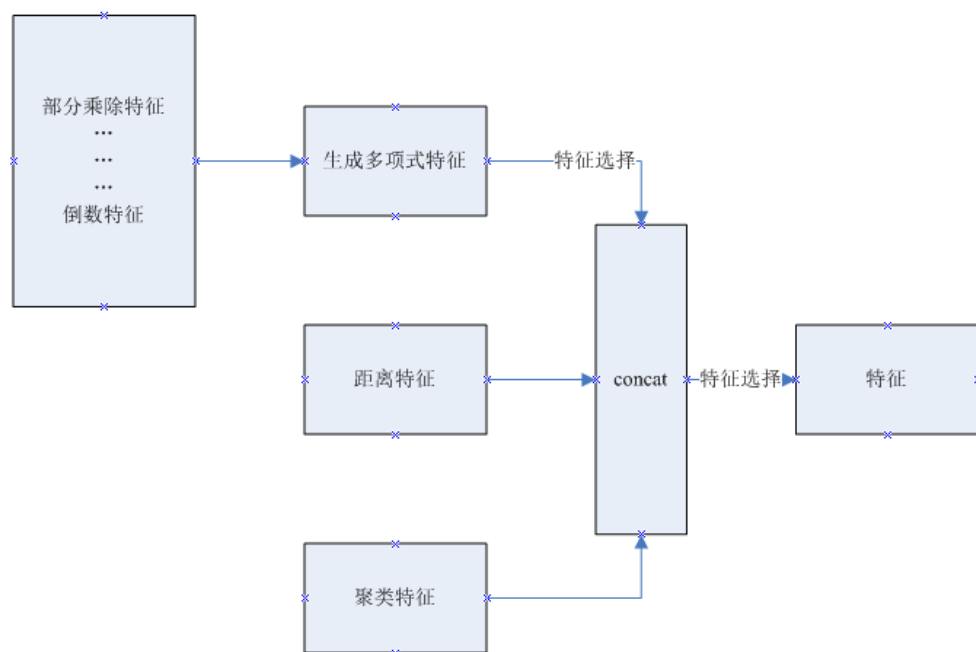 部分乘除特征
...
...
...
倒数特征
生成多项式特征
特征选择
距离特征
concat
特征选择
特征
聚类特征